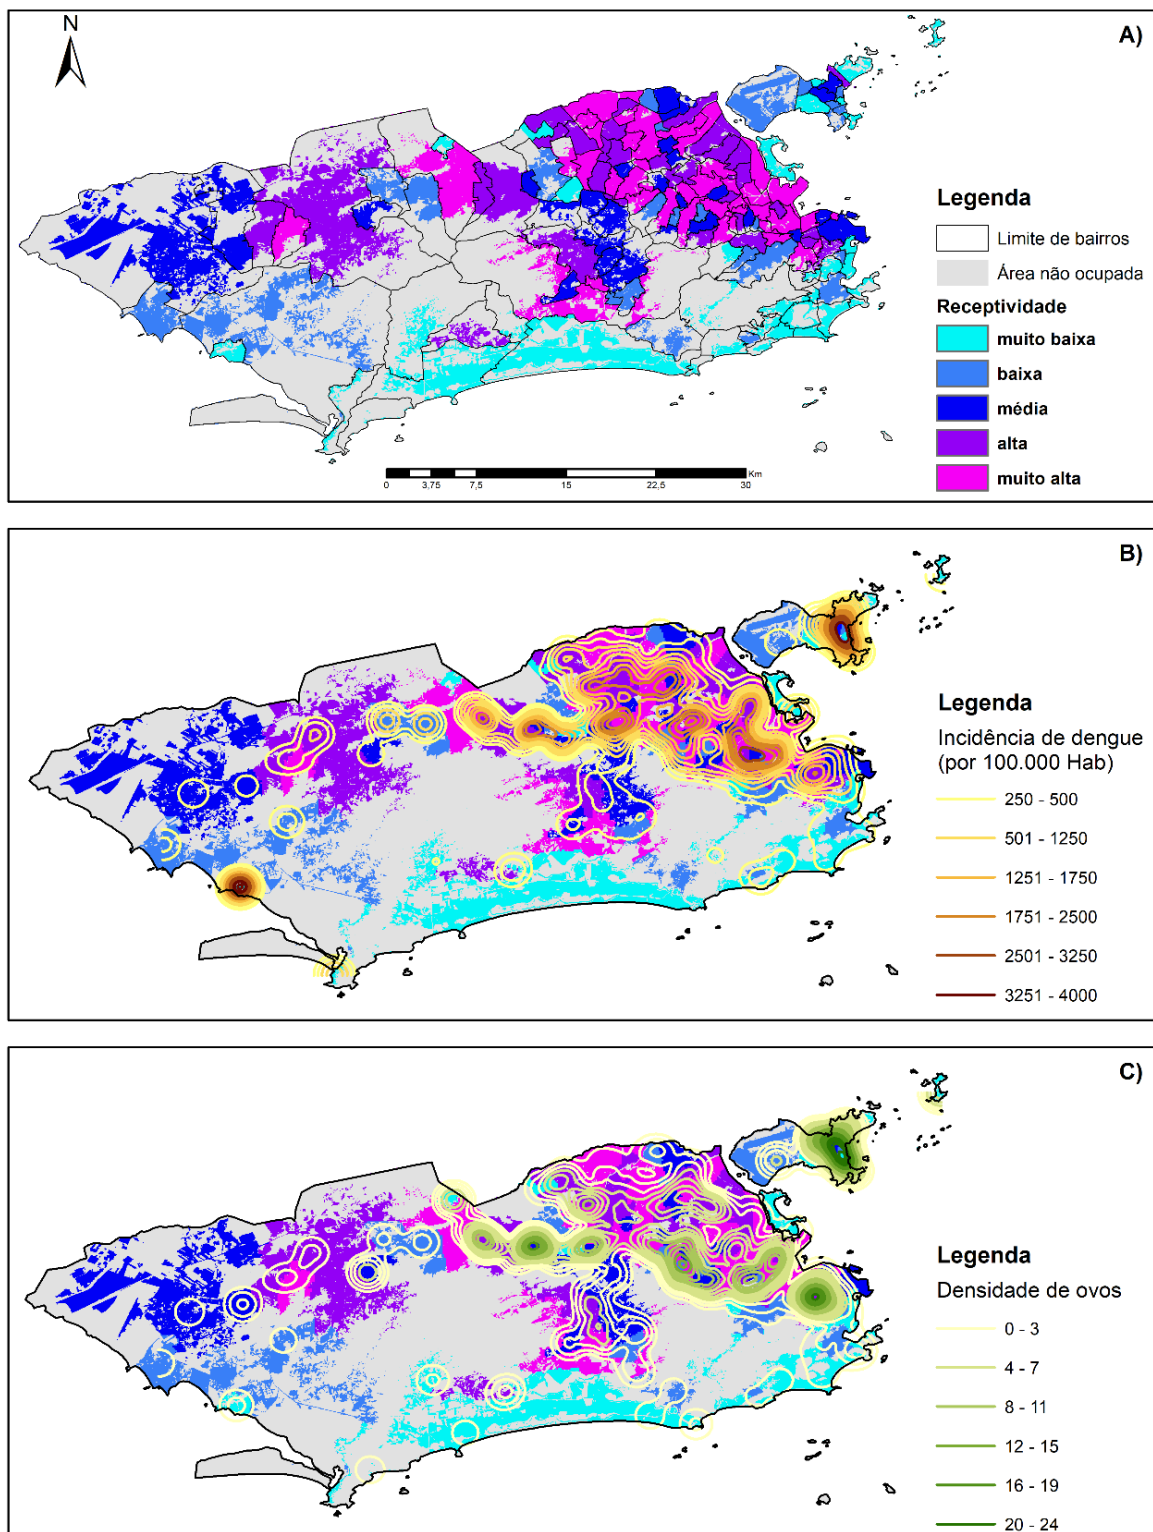 N
A)
Legenda
Limite de bairros
Área não ocupada
Receptividade
muito baixa
baixa
média
alta
muito alta
Km
0 3,75 7,5 15 22,5 30
B)
Legenda
Incidência de dengue
(por 100.000 Hab)
250 - 500
501 - 1250
1251 - 1750
1751 - 2500
2501 - 3250
3251 - 4000
C)
Legenda
Densidade de ovos
0 - 3
4 - 7
8 - 11
12 - 15
16 - 19
20 - 24